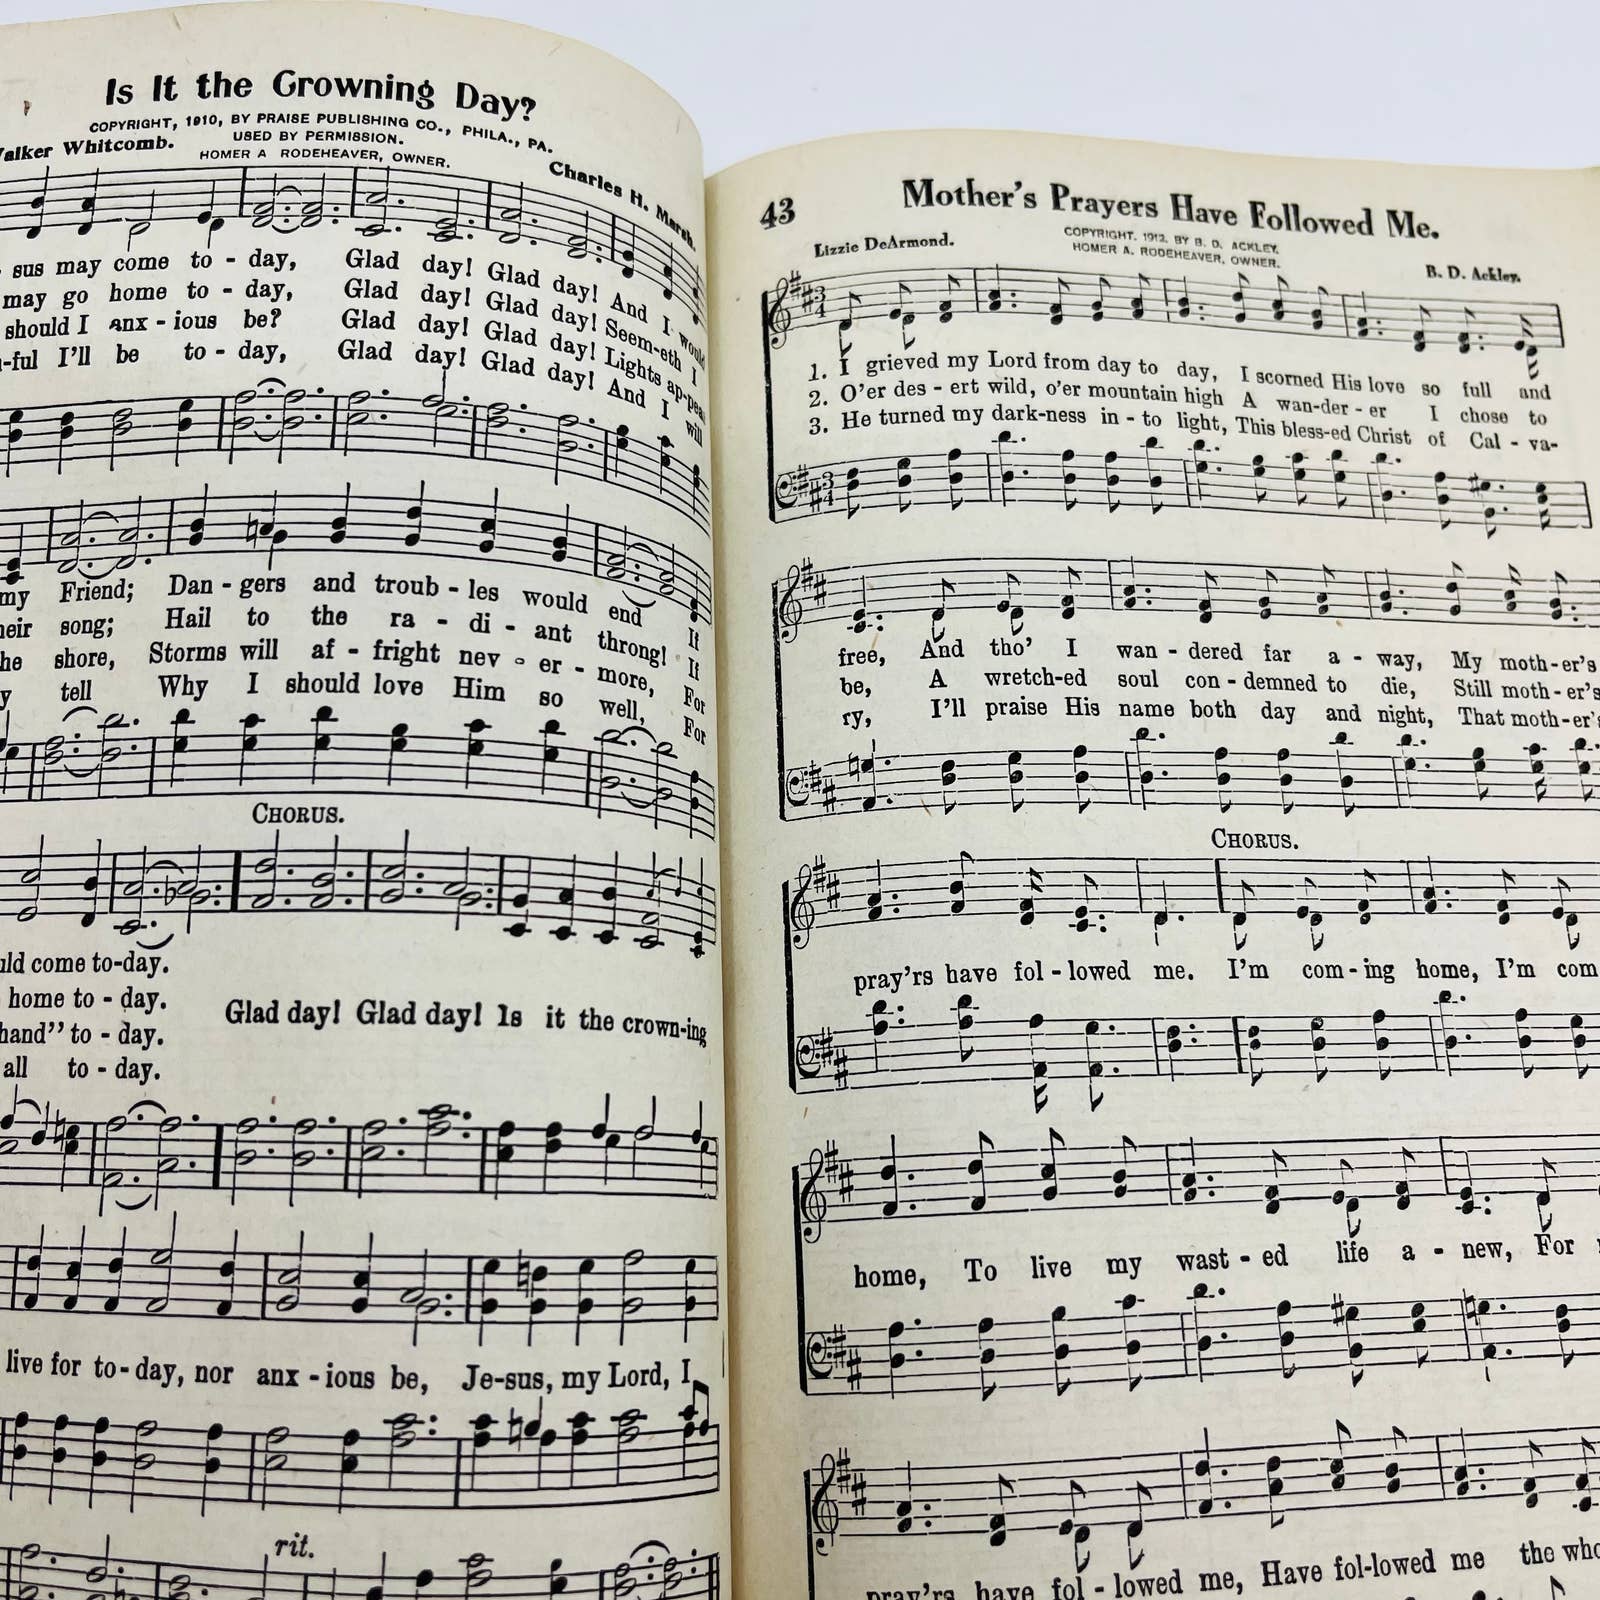 Is It the Crowning Day?
COPYRIGHT, 1910, BY PRAISE PUBLISHING CO., PHILA., PA.
USED BY PERMISSION.
Walker Whitcomb.
HOMER A RODEHEAVER, OWNER.
Charles H. Marsh.
- sus may come to - day, Glad day! Glad day! And I would
may go home to - day, Glad day! Glad day! Seem-eth I
should I anx - ious be? Glad day! Glad day! Lights ap-pear
-ful I'll be to - day, Glad day! Glad day! And I will
my Friend; Dan - gers and troub - les would end If
song; Hail to the ra - di - ant throng! If
shore, Storms will af - fright nev - er - more, For
tell Why I should love Him so well, For
CHORUS.
come to-day.
home to - day.
hand" to - day.
all to - day.
Glad day! Glad day! Is it the crown-ing
live for to-day, nor anx - ious be, Je-sus, my Lord, I
rit.
43
Mother's Prayers Have Followed Me.
Lizzie DeArmond.
COPYRIGHT, 1912, BY B. D. ACKLEY.
HOMER A. RODEHEAVER, OWNER.
B. D. Ackley.
3
4
1. I grieved my Lord from day to day, I scorned His love so full and
2. O'er des - ert wild, o'er mountain high A wan-der - er I chose to
3. He turned my dark-ness in - to light, This bless-ed Christ of Cal - va-
3
4
free, And tho' I wan - dered far a - way, My moth-er's
be, A wretch-ed soul con - demned to die, Still moth-er's
ry, I'll praise His name both day and night, That moth-er's
CHORUS.
pray'rs have fol - lowed me. I'm com - ing home, I'm com
home, To live my wast - ed life a - new, For
pray'rs have fol - lowed me, Have fol-lowed me the